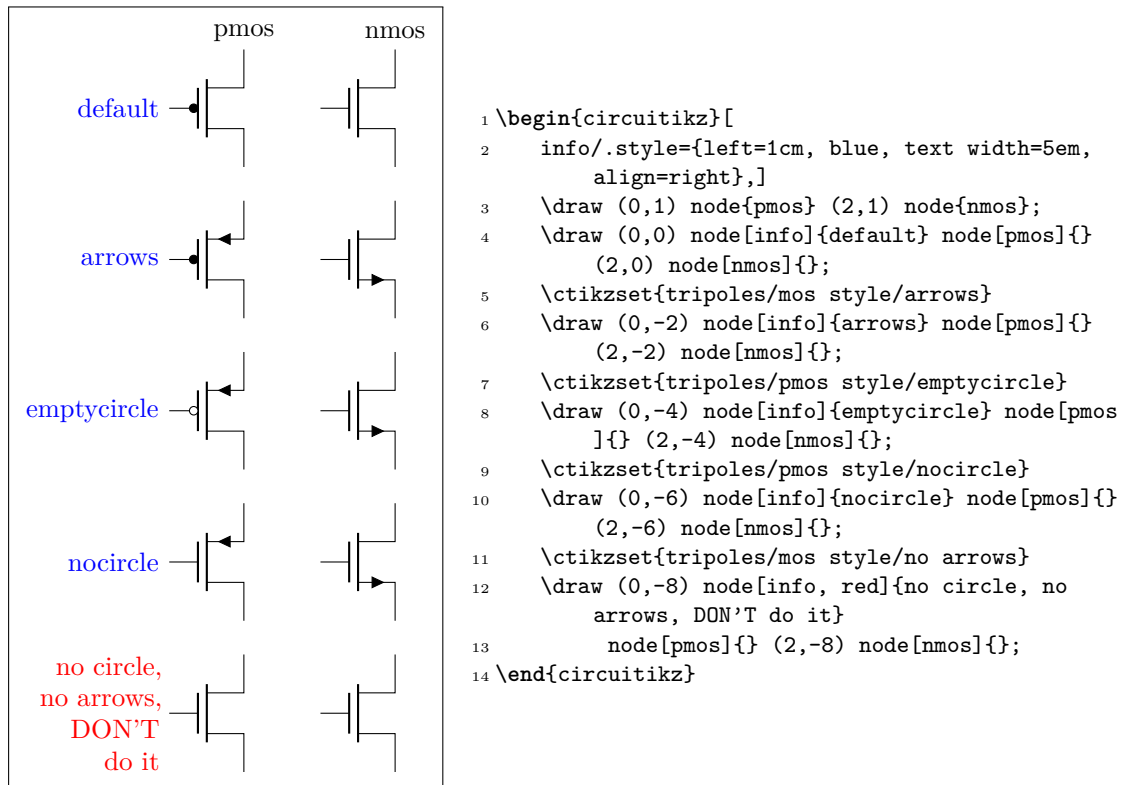 pmos nmos
default
arrows
emptycircle
nocircle
no circle,
no arrows,
DON'T
do it
1 \begin{circuitikz}[
2 info/.style={left=1cm, blue, text width=5em,
align=right},]
3 \draw (0,1) node{pmos} (2,1) node{nmos};
4 \draw (0,0) node[info]{default} node[pmos]{}
(2,0) node[nmos]{};
5 \ctikzset{tripoles/mos style/arrows}
6 \draw (0,-2) node[info]{arrows} node[pmos]{}
(2,-2) node[nmos]{};
7 \ctikzset{tripoles/pmos style/emptycircle}
8 \draw (0,-4) node[info]{emptycircle} node[pmos
]{} (2,-4) node[nmos]{};
9 \ctikzset{tripoles/pmos style/nocircle}
10 \draw (0,-6) node[info]{nocircle} node[pmos]{}
(2,-6) node[nmos]{};
11 \ctikzset{tripoles/mos style/no arrows}
12 \draw (0,-8) node[info, red]{no circle, no
arrows, DON'T do it}
13 node[pmos]{} (2,-8) node[nmos]{};
14 \end{circuitikz}